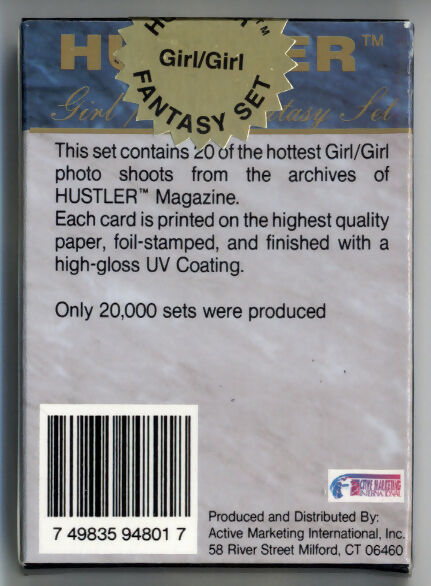 HUSTLER™
Girl/Girl
FANTASY SET
Girl
Set
This set contains 20 of the hottest Girl/Girl
photo shoots from the archives of
HUSTLER™ Magazine.
Each card is printed on the highest quality
paper, foil-stamped, and finished with a
high-gloss UV Coating.
Only 20,000 sets were produced
ACTIVE MARKETING
INTERNATIONAL
7 49835 94801 7
Produced and Distributed By:
Active Marketing International, Inc.
58 River Street Milford, CT 06460